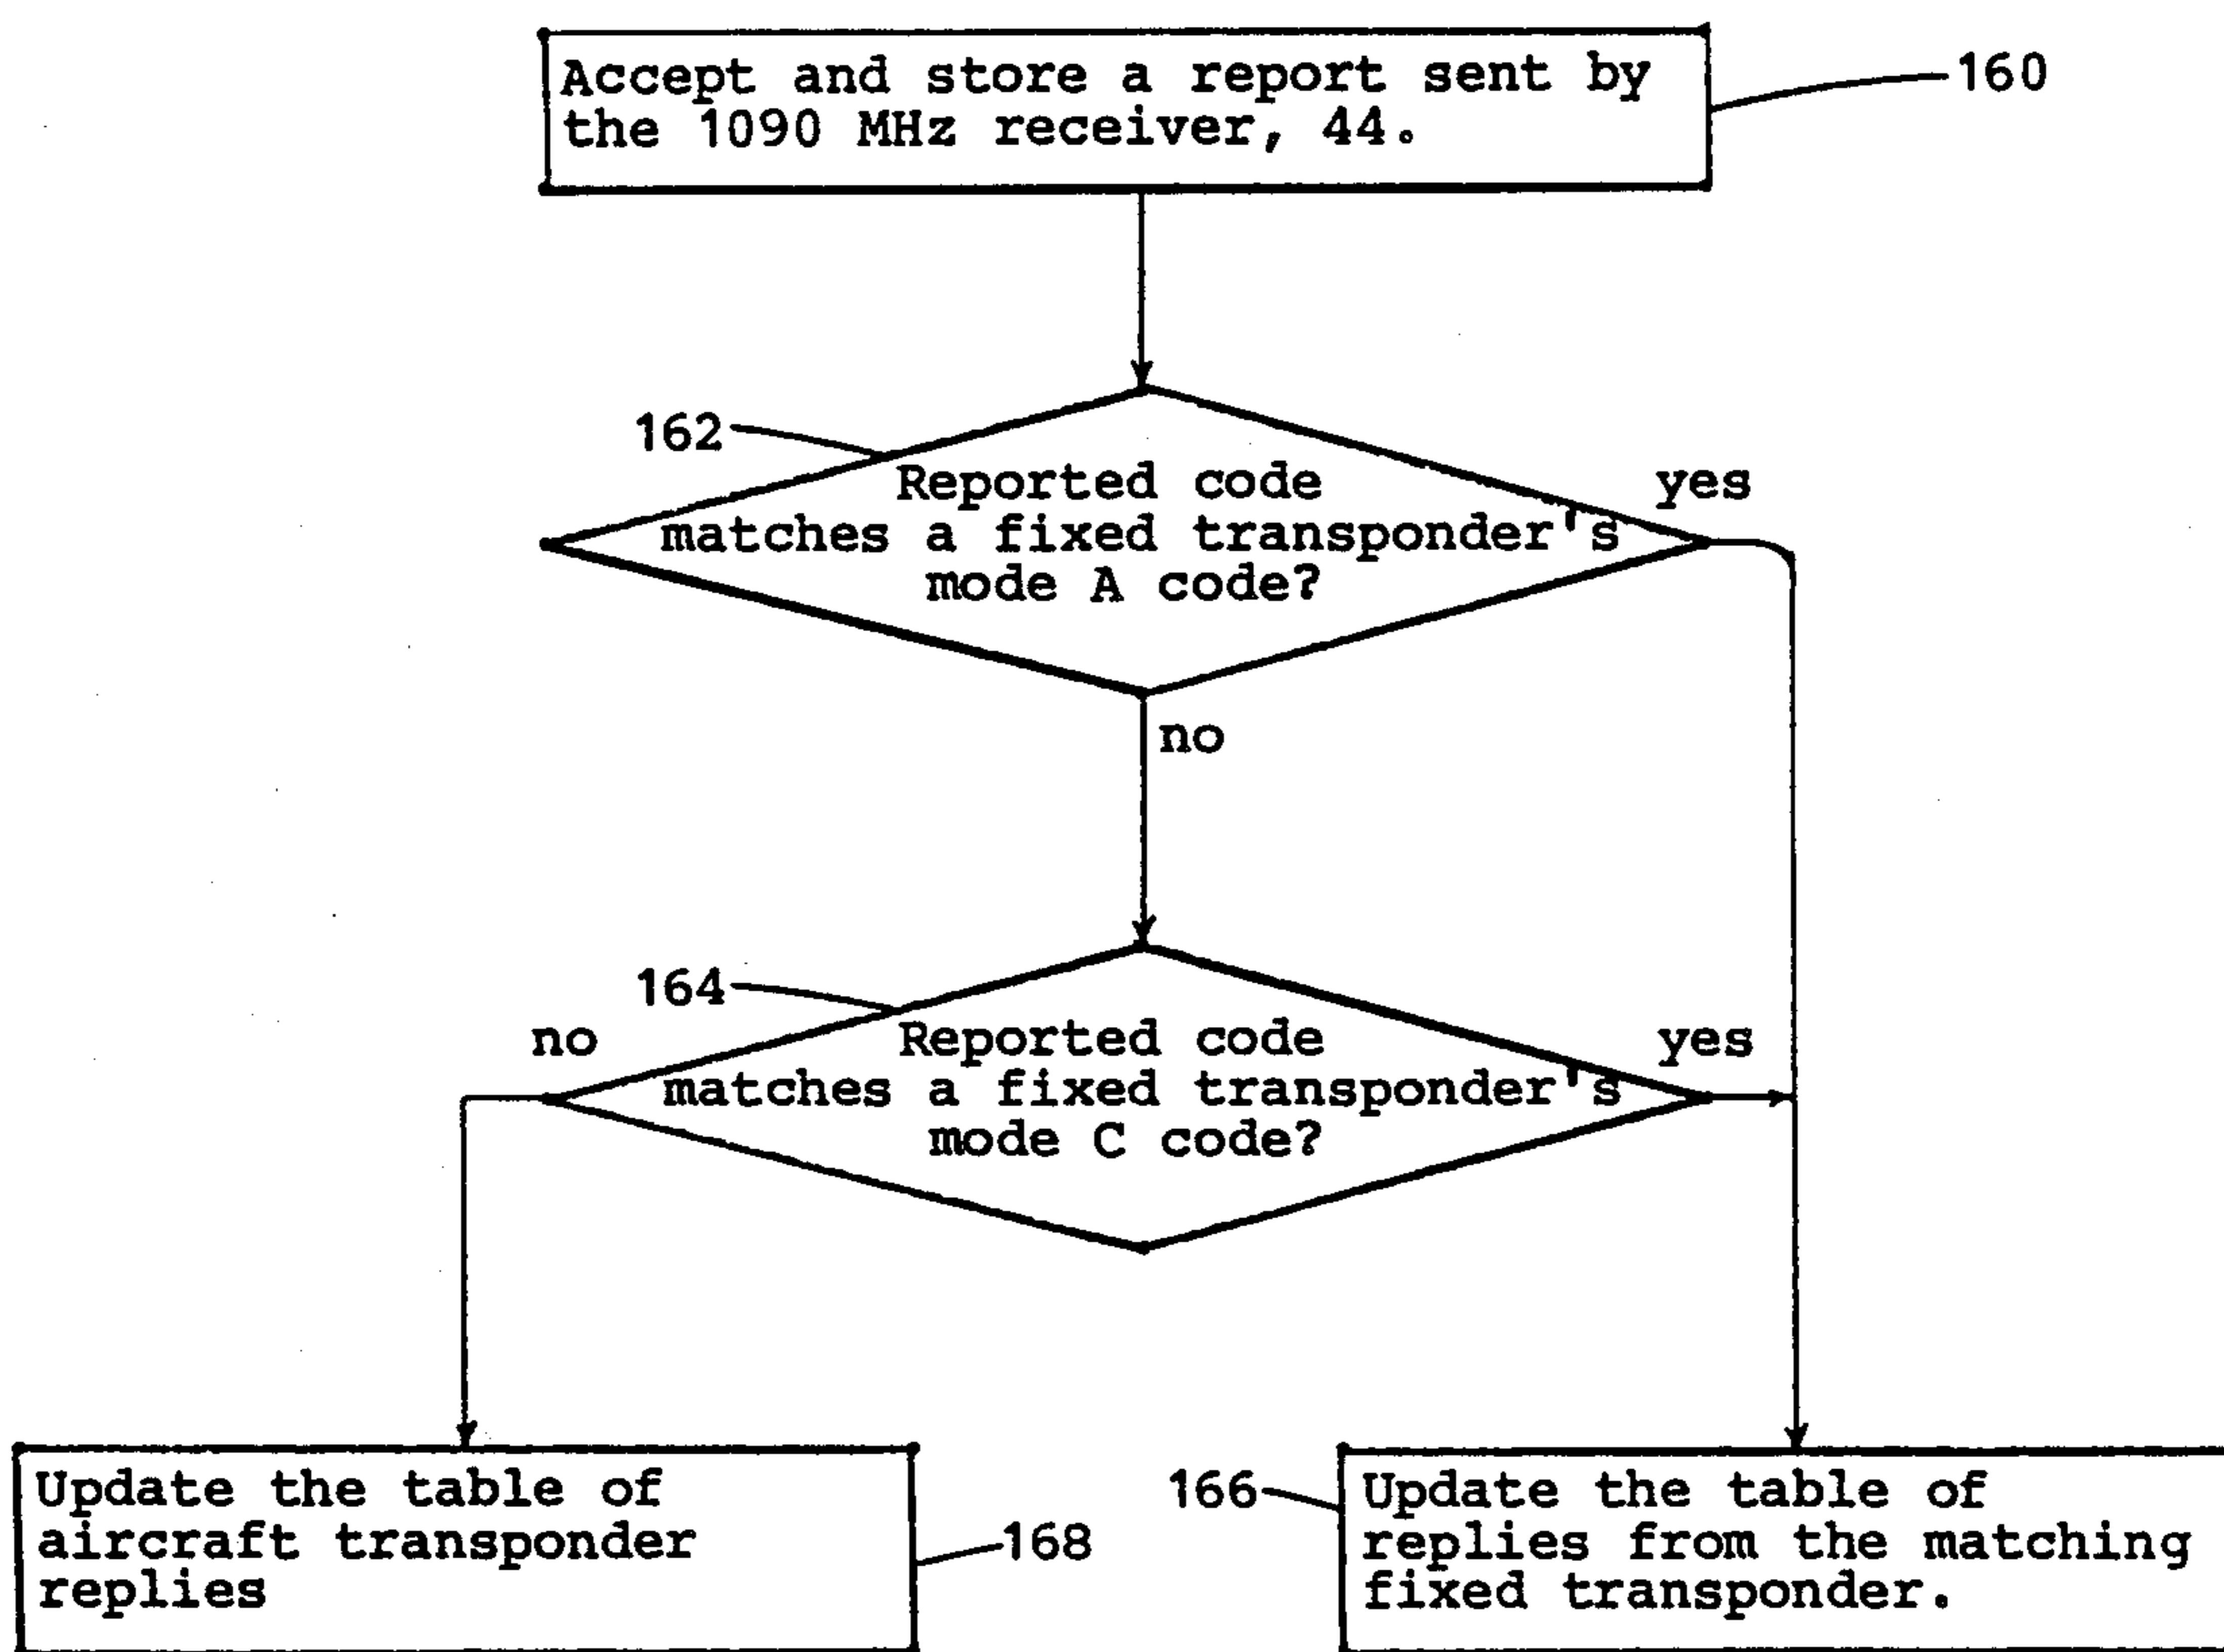 Accept and store a report sent by
the 1090 MHz receiver, 44.
160
162
Reported code
matches a fixed transponder's
mode A code?
yes
no
164
Reported code
matches a fixed transponder's
mode C code?
no
yes
Update the table of
aircraft transponder
replies
168
166
Update the table of
replies from the matching
fixed transponder.